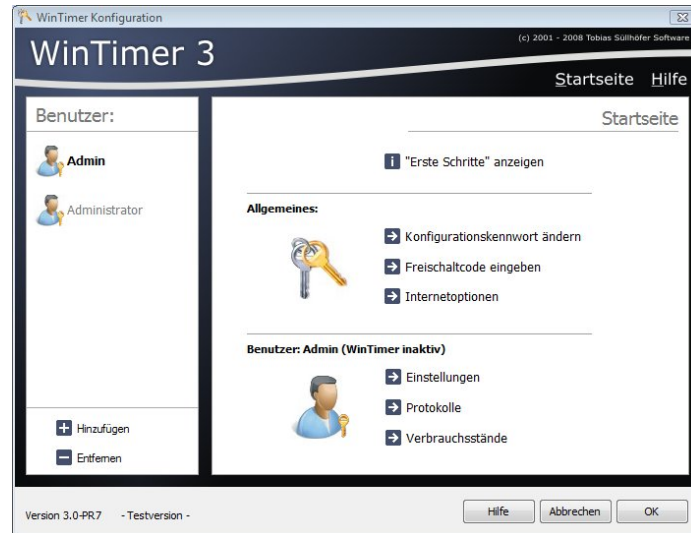 WinTimer Konfiguration
WinTimer 3
(c) 2001 - 2008 Tobias Süllhöfer Software
Startseite Hilfe
Benutzer:
Admin
Administrator
Hinzufügen
Entfernen
Startseite
"Erste Schritte" anzeigen
Allgemeines:
Konfigurationskennwort ändern
Freischaltcode eingeben
Internetoptionen
Benutzer: Admin (WinTimer inaktiv)
Einstellungen
Protokolle
Verbrauchsstände
Version 3.0-PR7 - Testversion -
Hilfe Abbrechen OK